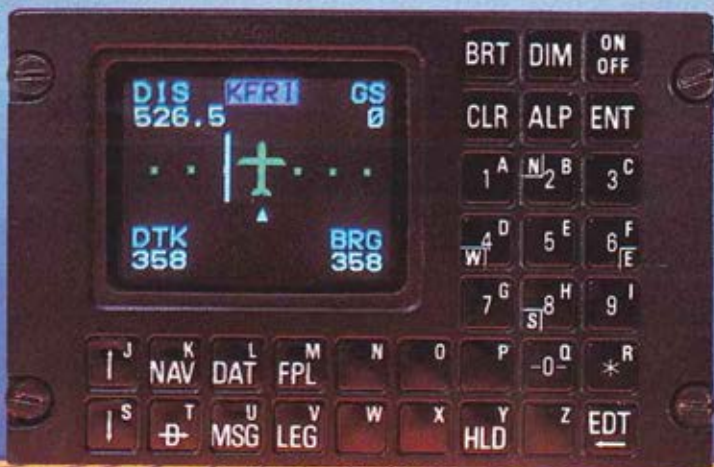 DIS KFRI GS
526.5 0
DTK BRG
358 358
BRT DIM ON OFF
CLR ALP ENT
1 A N 2 B 3 C
W 4 D 5 E 6 F E
7 G S 8 H 9 I
J K NAV L DAT M FPL N O P -0- Q * R
S T D U MSG V LEG W X Y HLD Z EDT